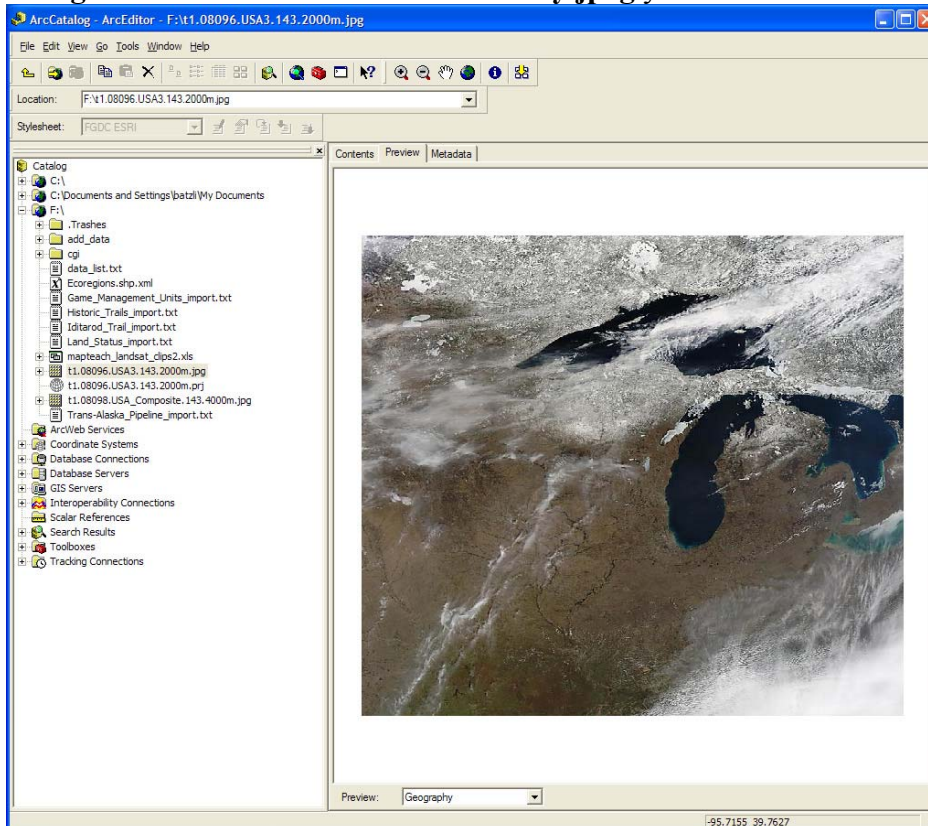 ArcCatalog - ArcEditor - F:\t1.08096.USA3.143.2000m.jpg
File Edit View Go Tools Window Help
Location: F:\t1.08096.USA3.143.2000m.jpg
Stylesheet: FGDC ESRI
Contents Preview Metadata
Catalog
C:\
C:\Documents and Settings\batzli\My Documents
F:\
.Trashes
add_data
cgi
data_list.txt
Ecoregions.shp.xml
Game_Management_Units_import.txt
Historic_Trails_import.txt
Iditarod_Trail_import.txt
Land_Status_import.txt
mapteach_landsat_clips2.xls
t1.08096.USA3.143.2000m.jpg
t1.08096.USA3.143.2000m.prj
t1.08098.USA_Composite.143.4000m.jpg
Trans-Alaska_Pipeline_import.txt
ArcWeb Services
Coordinate Systems
Database Connections
Database Servers
GIS Servers
Interoperability Connections
Scalar References
Search Results
Toolboxes
Tracking Connections
Preview: Geography
-95.7155 39.7627